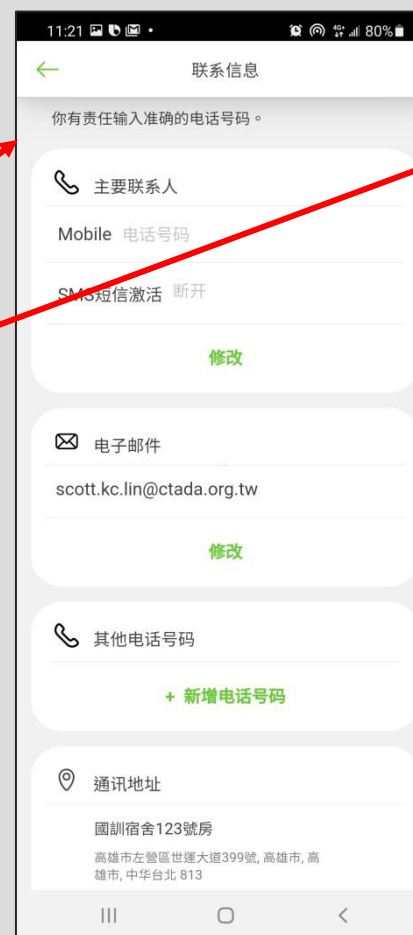 11:21 80%
联系信息
你有责任输入准确的电话号码。
主要联系人
Mobile 电话号码
SMS短信激活 断开
修改
电子邮件
scott.kc.lin@ctada.org.tw
修改
其他电话号码
+ 新增电话号码
通讯地址
國訓宿舍123號房
高雄市左營區世運大道399號, 高雄市, 高
雄市, 中华台北 813